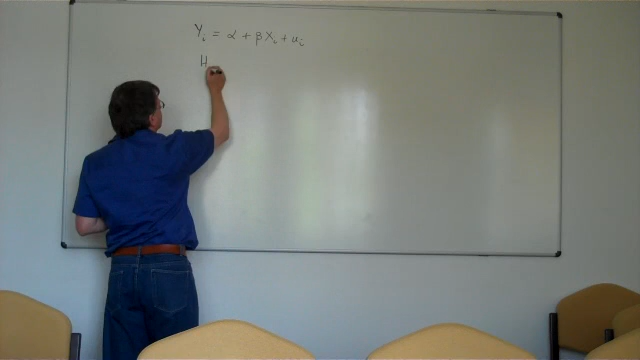 Yi = α + βXi + ui
H